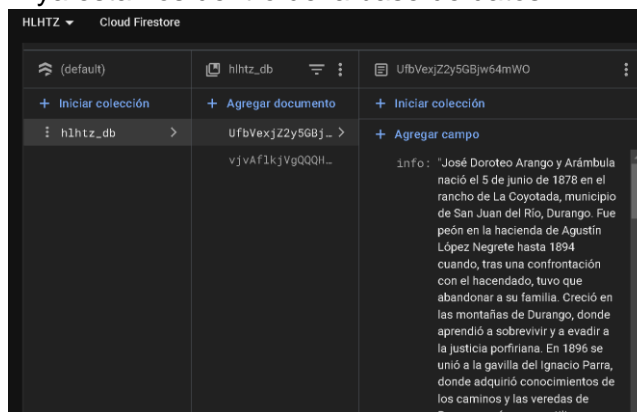 HLHTZ Cloud Firestore
(default)
hlhtz_db
UfbVexjZ2y5GBjw64mWO
+ Iniciar colección
+ Agregar documento
+ Iniciar colección
hlhtz_db
UfbVexjZ2y5GBj…
+ Agregar campo
vjvAflkjVgQQQH…
info: "José Doroteo Arango y Arámbula
nació el 5 de junio de 1878 en el
rancho de La Coyotada, municipio
de San Juan del Río, Durango. Fue
peón en la hacienda de Agustín
López Negrete hasta 1894
cuando, tras una confrontación
con el hacendado, tuvo que
abandonar a su familia. Creció en
las montañas de Durango, donde
aprendió a sobrevivir y a evadir a
la justicia porfiriana. En 1896 se
unió a la gavilla del Ignacio Parra,
donde adquirió conocimientos de
los caminos y las veredas de